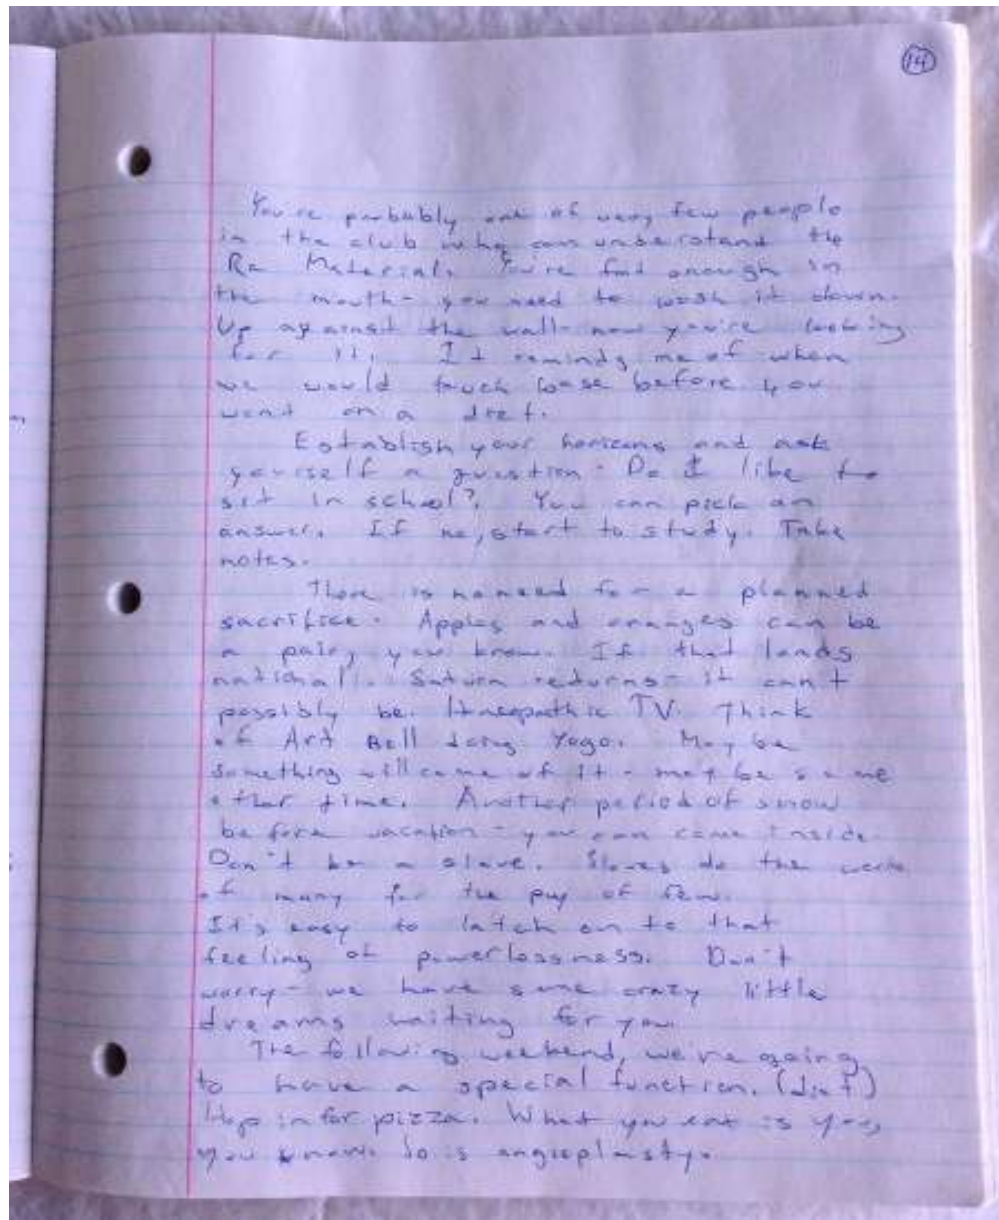 14
You're parbably one of very few people
in the club who can understand the
Ra Material. You're fast enough in
the mouth - you need to wash it down.
Up against the wall - now you're looking
for it. It reminds me of when
we would touch base before you
went on a diet.
Establish your horizons and ask
yourself a question - Do I like to
sit in school? You can pick an
answer. If no, start to study. Take
notes.
There is no need for a planned
sacrifice. Apples and oranges can be
a pair, you know. If that lands
national. Saturn returns - it can't
possibly be. TV. Think
of Art Bell doing Yoga. Maybe
something will come of it - maybe some
other time. Another period of snow
before vacation - you can come inside.
Don't be a slave. Slaves do the work
of many for the pay of few.
It's easy to latch on to that
feeling of powerlessness. Don't
worry - we have some crazy little
dreams waiting for you.
The following weekend, we're going
to have a special function.
Hop in for pizza. What you eat is you,
you know. So is angioplasty.